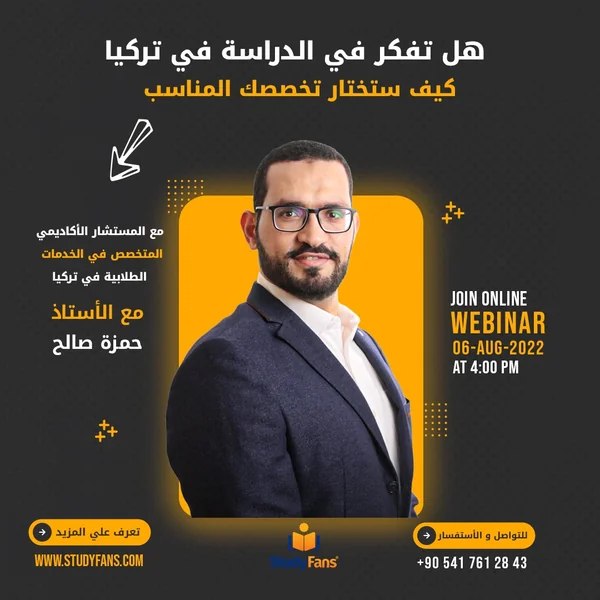 هل تفكر في الدراسة في تركيا
كيف ستختار تخصصك المناسب
مع المستشار الأكاديمي
المتخصص في الخدمات
الطلابية في تركيا
مع الأستاذ
حمزة صالح
JOIN ONLINE
WEBINAR
06-AUG-2022
AT 4:00 PM
تعرف علي المزيد
WWW.STUDYFANS.COM
StudyFans®
للتواصل و الأستفسار
+90 541 761 28 43